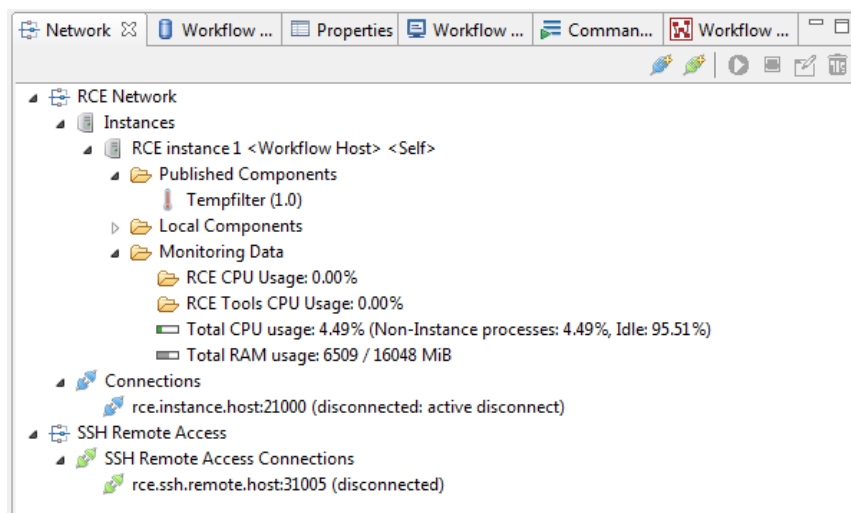 Network Workflow ... Properties Workflow ... Comman... Workflow ...
RCE Network
Instances
RCE instance 1 <Workflow Host> <Self>
Published Components
Tempfilter (1.0)
Local Components
Monitoring Data
RCE CPU Usage: 0.00%
RCE Tools CPU Usage: 0.00%
Total CPU usage: 4.49% (Non-Instance processes: 4.49%, Idle: 95.51%)
Total RAM usage: 6509 / 16048 MiB
Connections
rce.instance.host:21000 (disconnected: active disconnect)
SSH Remote Access
SSH Remote Access Connections
rce.ssh.remote.host:31005 (disconnected)